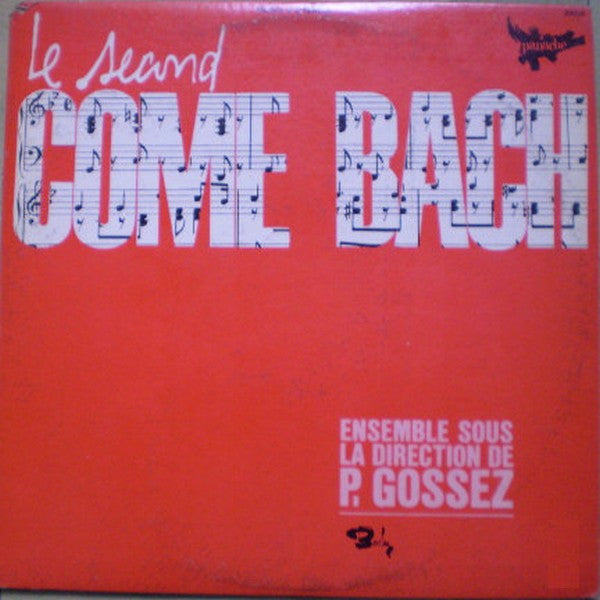 Le second
panache
COME BACH
ENSEMBLE SOUS
LA DIRECTION DE
P. GOSSEZ